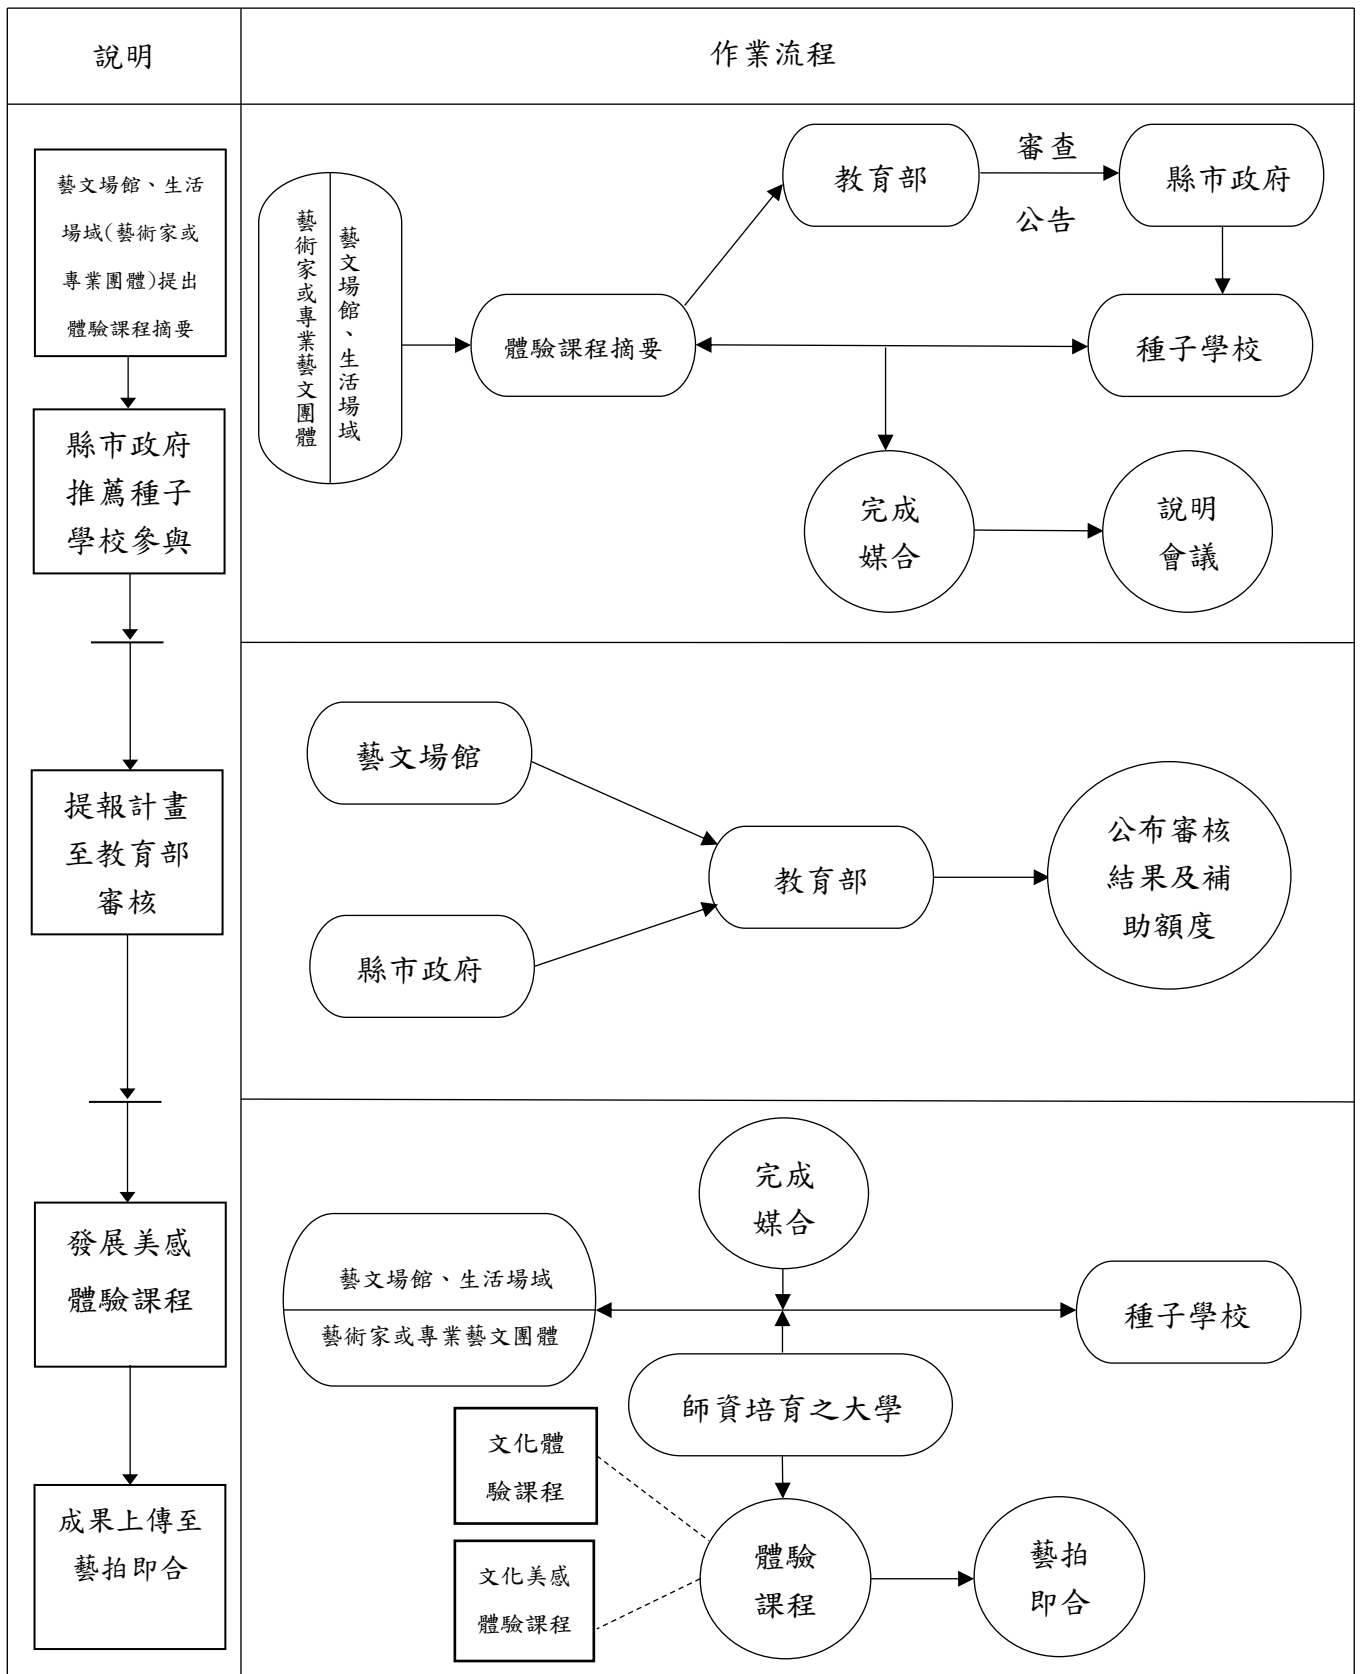 說明
作業流程
藝文場館、生活
場域(藝術家或
專業團體)提出
體驗課程摘要
縣市政府
推薦種子
學校參與
提報計畫
至教育部
審核
發展美感
體驗課程
成果上傳至
藝拍即合
藝術家或專業藝文團體
藝文場館、生活場域
體驗課程摘要
教育部
審查
公告
縣市政府
種子學校
完成
媒合
說明
會議
藝文場館
縣市政府
教育部
公布審核
結果及補
助額度
完成
媒合
藝文場館、生活場域
藝術家或專業藝文團體
種子學校
師資培育之大學
文化體
驗課程
文化美感
體驗課程
體驗
課程
藝拍
即合